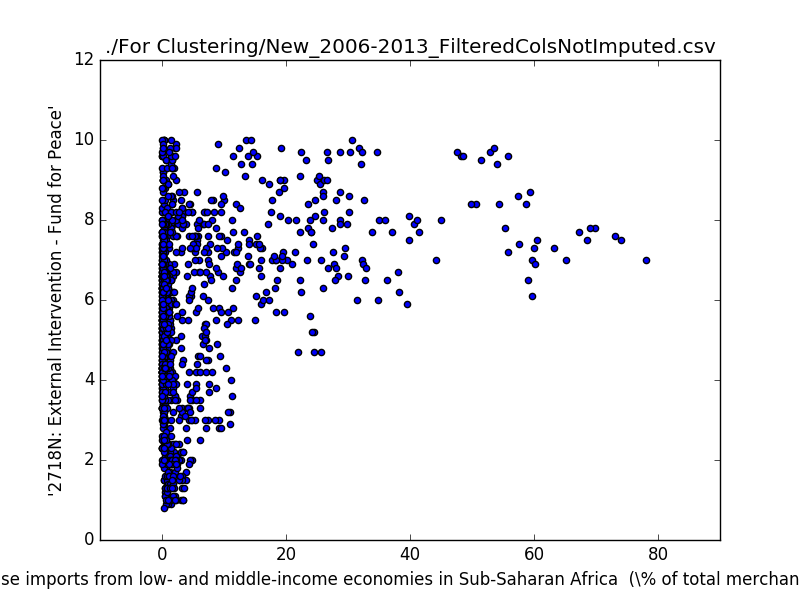 ./For Clustering/New_2006-2013_FilteredColsNotImputed.csv
'2718N: External Intervention - Fund for Peace'
12
10
8
6
4
2
0
0 20 40 60 80
se imports from low- and middle-income economies in Sub-Saharan Africa (\% of total merchan